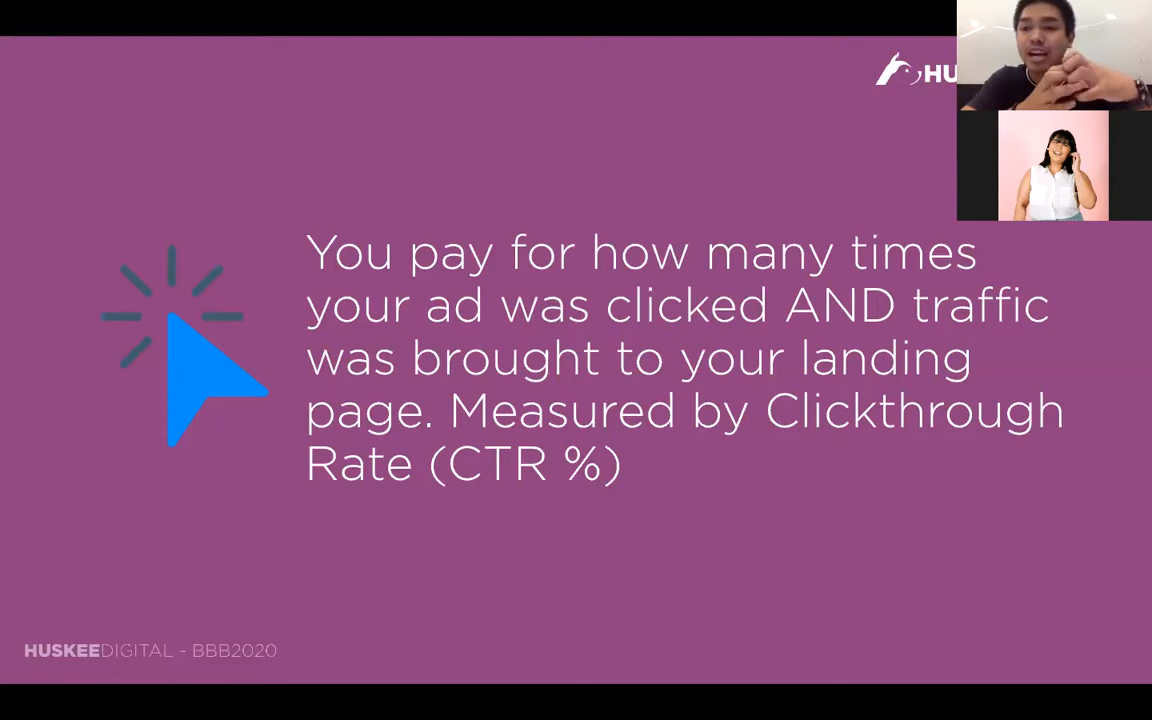 HU
You pay for how many times
your ad was clicked AND traffic
was brought to your landing
page. Measured by Clickthrough
Rate (CTR %)
HUSKEEDIGITAL - BBB2020